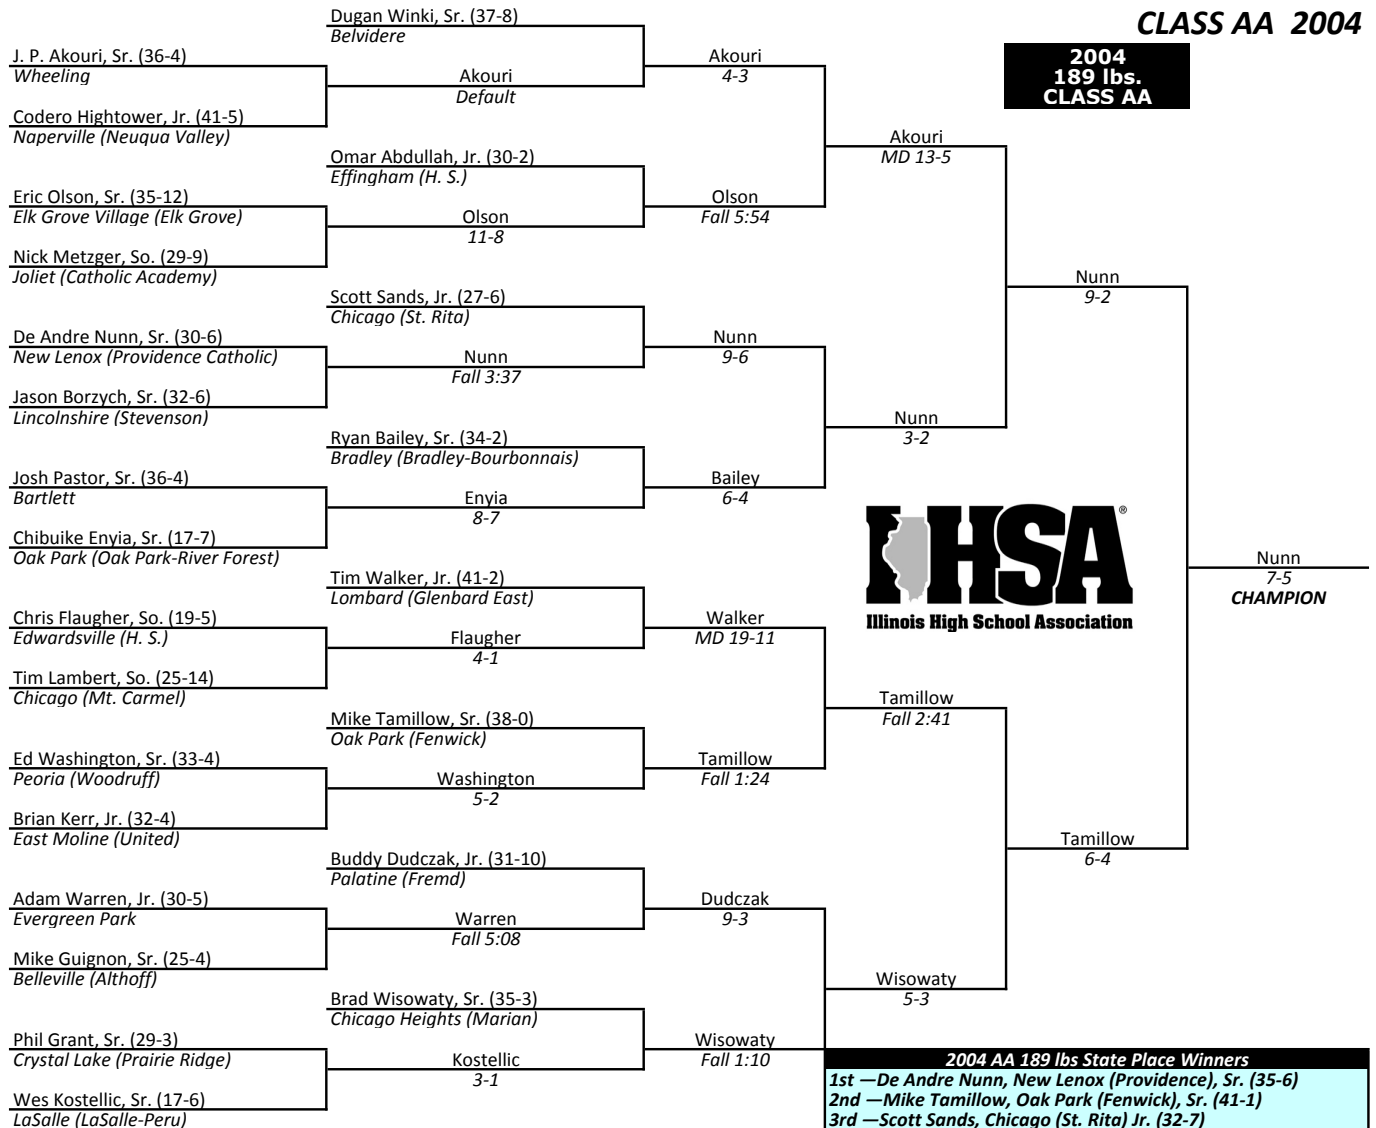 CLASS AA  2004
2004
189 lbs.
CLASS AA
Dugan Winki, Sr. (37-8)
Belvidere
J. P. Akouri, Sr. (36-4)
Wheeling
Akouri
Default
Codero Hightower, Jr. (41-5)
Naperville (Neuqua Valley)
Akouri
4-3
Omar Abdullah, Jr. (30-2)
Effingham (H. S.)
Eric Olson, Sr. (35-12)
Elk Grove Village (Elk Grove)
Olson
11-8
Nick Metzger, So. (29-9)
Joliet (Catholic Academy)
Olson
Fall 5:54
Akouri
MD 13-5
Scott Sands, Jr. (27-6)
Chicago (St. Rita)
De Andre Nunn, Sr. (30-6)
New Lenox (Providence Catholic)
Nunn
Fall 3:37
Jason Borzych, Sr. (32-6)
Lincolnshire (Stevenson)
Nunn
9-6
Ryan Bailey, Sr. (34-2)
Bradley (Bradley-Bourbonnais)
Josh Pastor, Sr. (36-4)
Bartlett
Enyia
8-7
Chibuike Enyia, Sr. (17-7)
Oak Park (Oak Park-River Forest)
Bailey
6-4
Nunn
3-2
Nunn
9-2
IHSA®
Illinois High School Association
Tim Walker, Jr. (41-2)
Lombard (Glenbard East)
Chris Flaugher, So. (19-5)
Edwardsville (H. S.)
Flaugher
4-1
Tim Lambert, So. (25-14)
Chicago (Mt. Carmel)
Walker
MD 19-11
Mike Tamillow, Sr. (38-0)
Oak Park (Fenwick)
Ed Washington, Sr. (33-4)
Peoria (Woodruff)
Washington
5-2
Brian Kerr, Jr. (32-4)
East Moline (United)
Tamillow
Fall 1:24
Tamillow
Fall 2:41
Buddy Dudczak, Jr. (31-10)
Palatine (Fremd)
Adam Warren, Jr. (30-5)
Evergreen Park
Warren
Fall 5:08
Mike Guignon, Sr. (25-4)
Belleville (Althoff)
Dudczak
9-3
Brad Wisowaty, Sr. (35-3)
Chicago Heights (Marian)
Phil Grant, Sr. (29-3)
Crystal Lake (Prairie Ridge)
Kostellic
3-1
Wes Kostellic, Sr. (17-6)
LaSalle (LaSalle-Peru)
Wisowaty
Fall 1:10
Wisowaty
5-3
Tamillow
6-4
Nunn
7-5
CHAMPION
2004 AA 189 lbs State Place Winners
1st —De Andre Nunn, New Lenox (Providence), Sr. (35-6)
2nd —Mike Tamillow, Oak Park (Fenwick), Sr. (41-1)
3rd —Scott Sands, Chicago (St. Rita) Jr. (32-7)